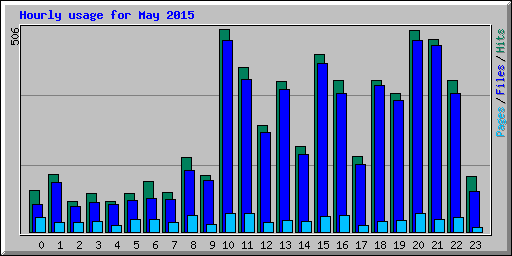 Hourly usage for May 2015
506
Pages / Files / Hits
0 1 2 3 4 5 6 7 8 9 10 11 12 13 14 15 16 17 18 19 20 21 22 23